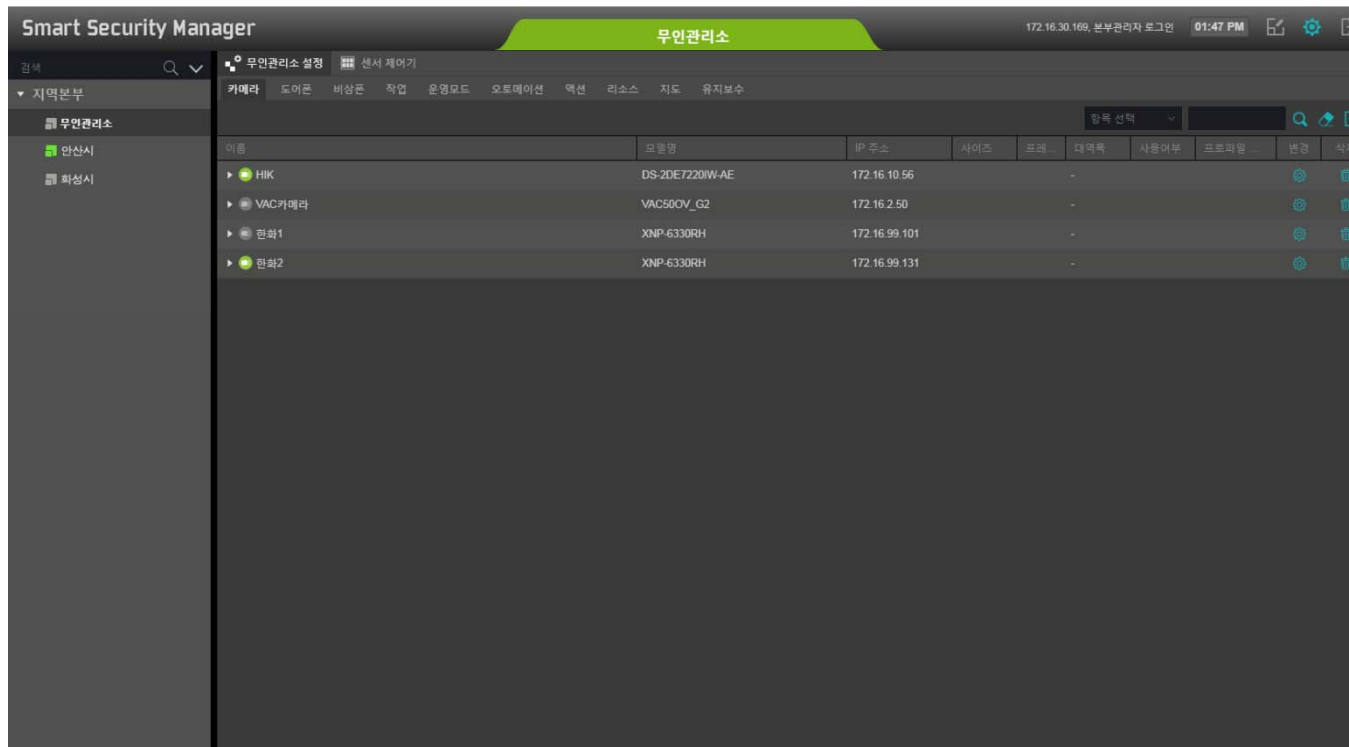 Smart Security Manager
무인관리소
172.16.30.169, 본부관리자 로그인 01:47 PM
검색
무인관리소 설정 센서 제어기
지역본부
카메라 도어폰 비상폰 작업 운영모드 오토메이션 액션 리소스 지도 유지보수
무인관리소
항목 선택
안산시
이름 모델명 IP 주소 사이즈 프레... 대역폭 사용여부 프로파일 ... 변경
화성시
HIK DS-2DE7220IW-AE 172.16.10.56 -
VAC카메라 VAC500V_G2 172.16.2.50 -
한화1 XNP-6330RH 172.16.99.101 -
한화2 XNP-6330RH 172.16.99.131 -